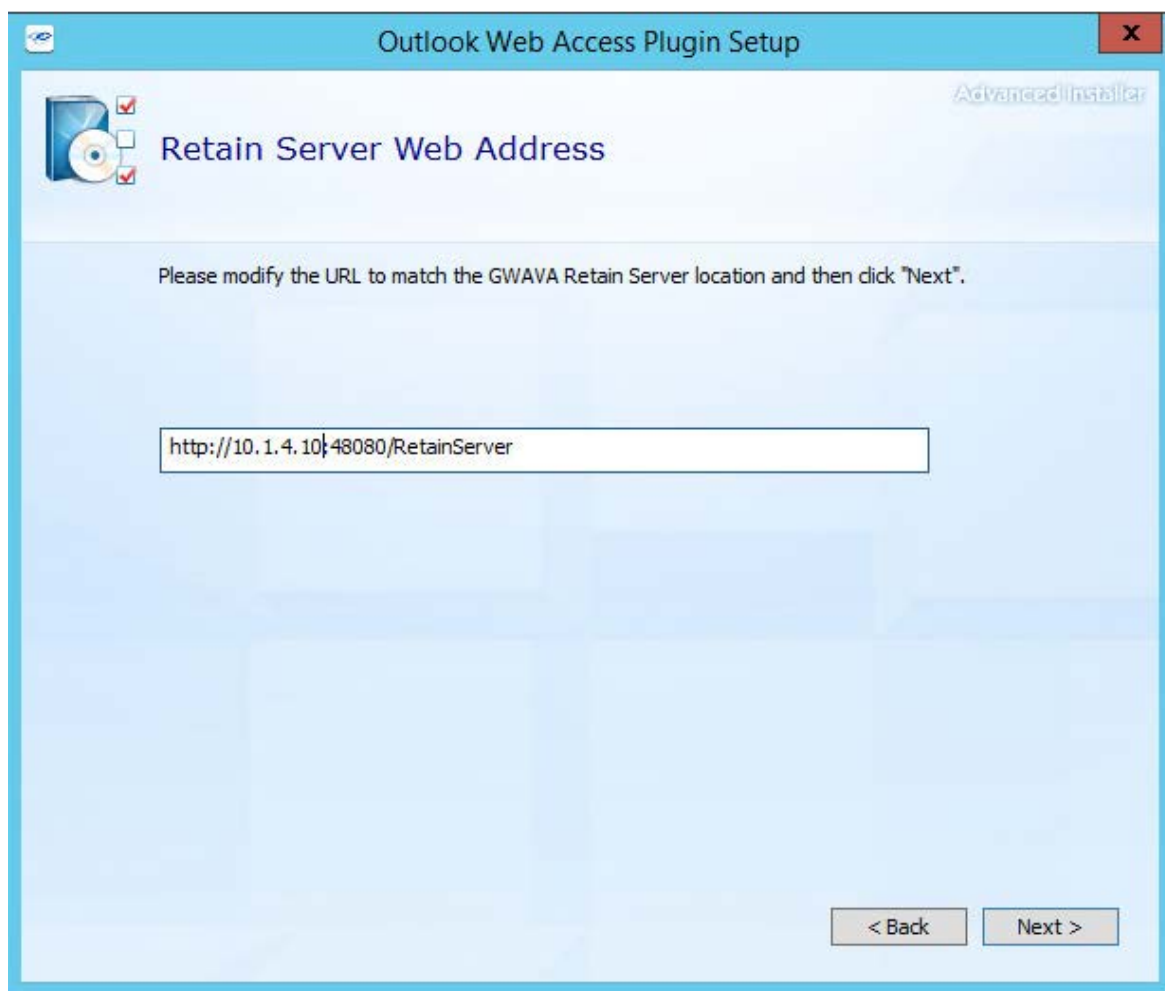 Outlook Web Access Plugin Setup
x
Advanced Installer
Retain Server Web Address
Please modify the URL to match the GWAVA Retain Server location and then click "Next".
http://10.1.4.10:48080/RetainServer
< Back
Next >